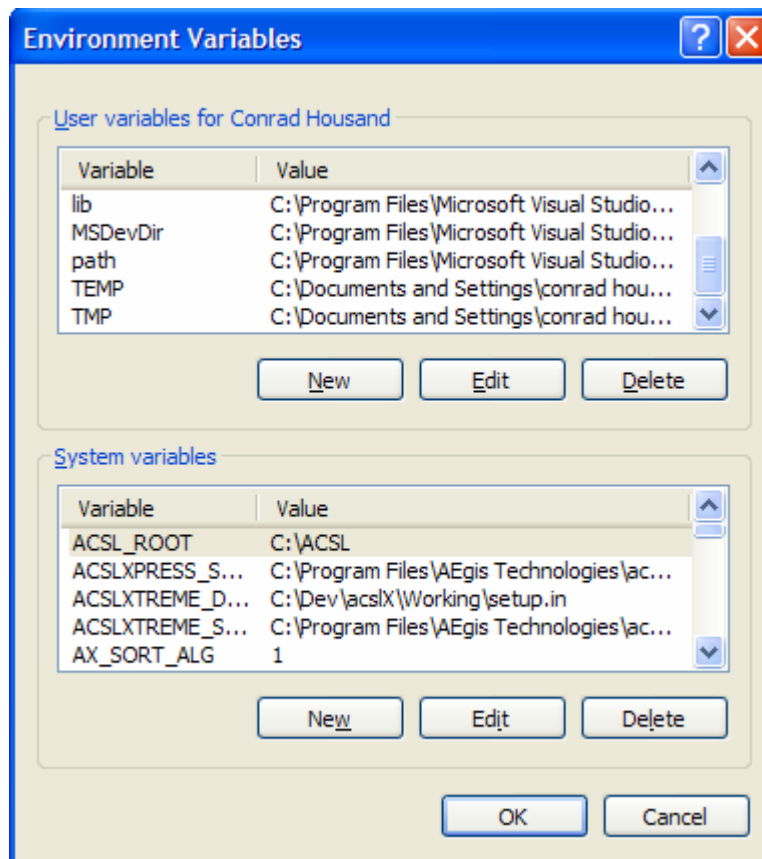 Environment Variables
User variables for Conrad Housand
Variable Value
lib C:\Program Files\Microsoft Visual Studio...
MSDevDir C:\Program Files\Microsoft Visual Studio...
path C:\Program Files\Microsoft Visual Studio...
TEMP C:\Documents and Settings\conrad hou...
TMP C:\Documents and Settings\conrad hou...
New Edit Delete
System variables
Variable Value
ACSL_ROOT C:\ACSL
ACSLXPRESS_S... C:\Program Files\AEgis Technologies\ac...
ACSLXTREME_D... C:\Dev\acslX\Working\setup.in
ACSLXTREME_S... C:\Program Files\AEgis Technologies\ac...
AX_SORT_ALG 1
New Edit Delete
OK Cancel